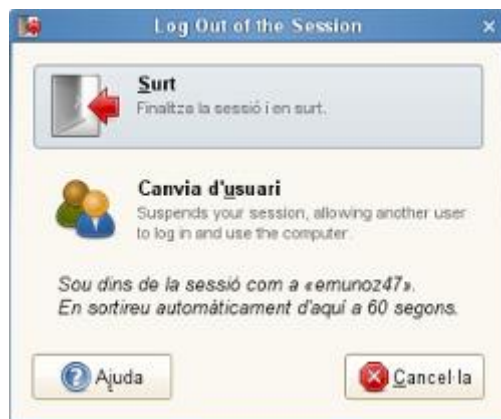 Log Out of the Session
Surt
Finalitza la sessió i en surt.
Canvia d'usuari
Suspends your session, allowing another user
to log in and use the computer.
Sou dins de la sessió com a «emunoz47».
En sortireu automàticament d'aquí a 60 segons.
Ajuda
Cancel·la